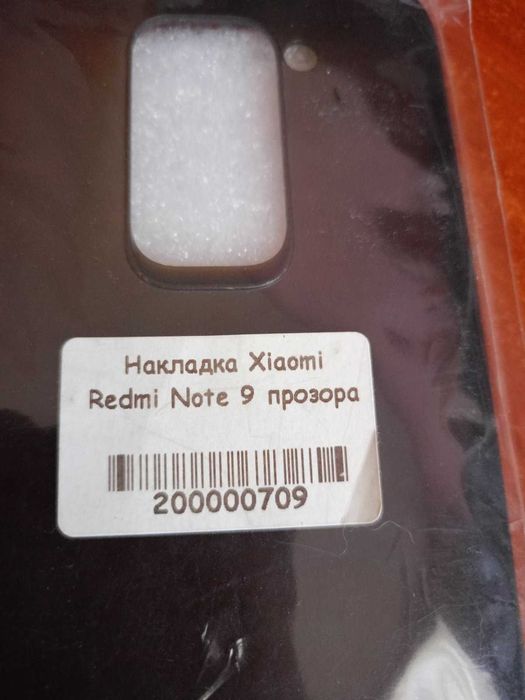 Накладка Xiaomi
Redmi Note 9 прозора
200000709